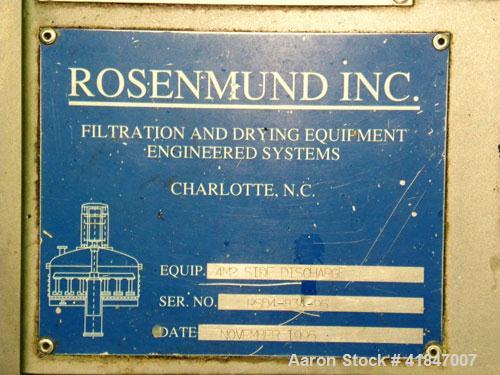 ROSENMUND INC.
FILTRATION AND DRYING EQUIPMENT
ENGINEERED SYSTEMS
CHARLOTTE, N.C.
EQUIP. 4M2 SIDE DISCHARGE
SER. NO.
DATE NOVEMBER 1995
Aaron Stock # 41847007